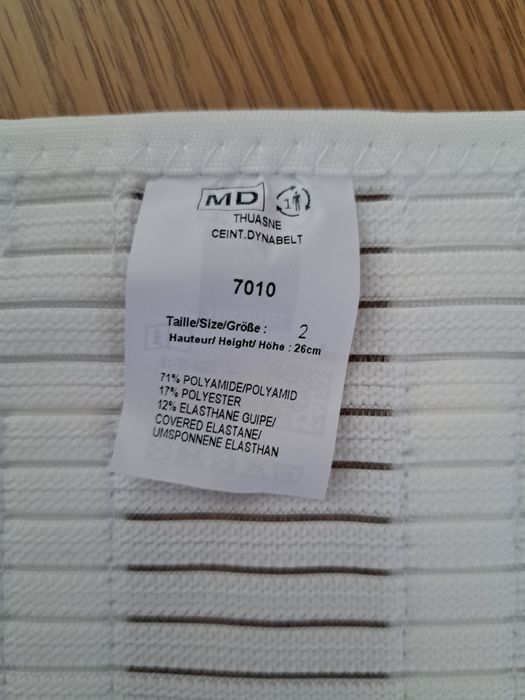 MD 1
THUASNE
CEINT.DYNABELT
7010
Taille/Size/Größe : 2
Hauteur/ Height/ Höhe : 26cm
71% POLYAMIDE/POLYAMID
17% POLYESTER
12% ELASTHANE GUIPE/
COVERED ELASTANE/
UMSPONNENE ELASTHAN